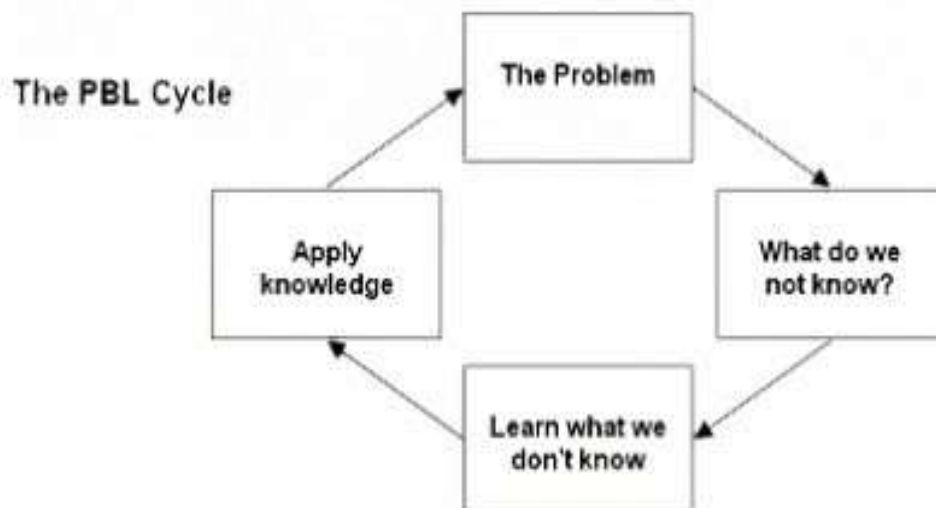 The PBL Cycle
The Problem
What do we
not know?
Learn what we
don't know
Apply
knowledge